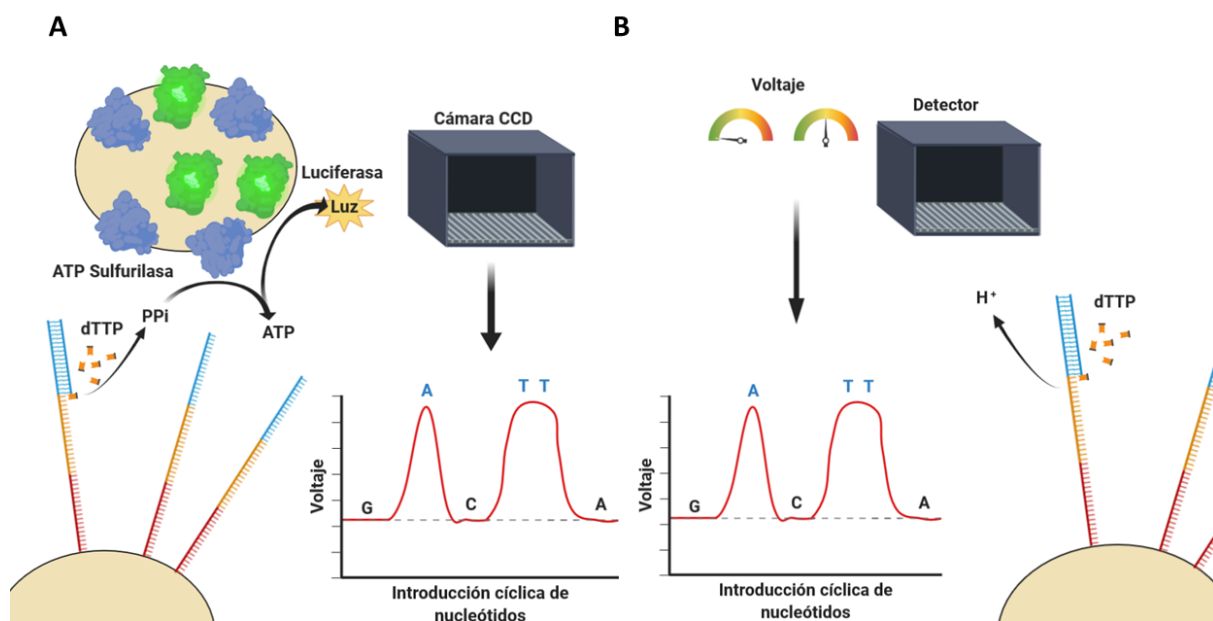 A
Cámara CCD
Luciferasa
Luz
ATP Sulfurilasa
PPi
dTTP
ATP
A
T T
G
C
A
Voltaje
Introducción cíclica de
nucleótidos
B
Voltaje
Detector
H⁺
dTTP
A
T T
G
C
A
Voltaje
Introducción cíclica de
nucleótidos